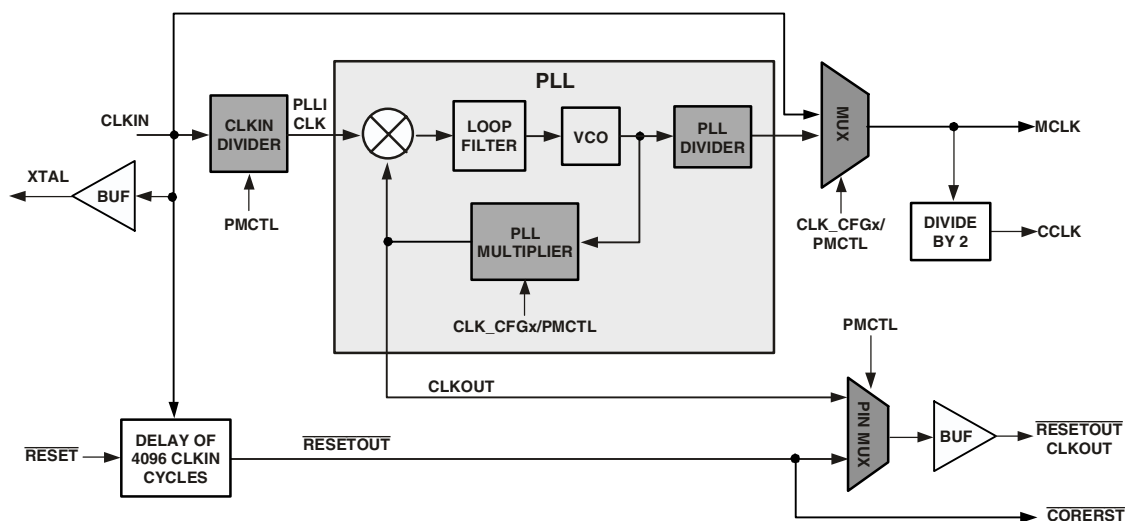 PLL
CLKIN
CLKIN
DIVIDER
PLLI
CLK
LOOP
FILTER
VCO
PLL
DIVIDER
MUX
MCLK
XTAL
BUF
PMCTL
PLL
MULTIPLIER
CLK_CFGx/PMCTL
CLK_CFGx/
PMCTL
DIVIDE
BY 2
CCLK
PMCTL
CLKOUT
PIN MUX
BUF
RESETOUT
CLKOUT
RESET
DELAY OF
4096 CLKIN
CYCLES
RESETOUT
CORERST